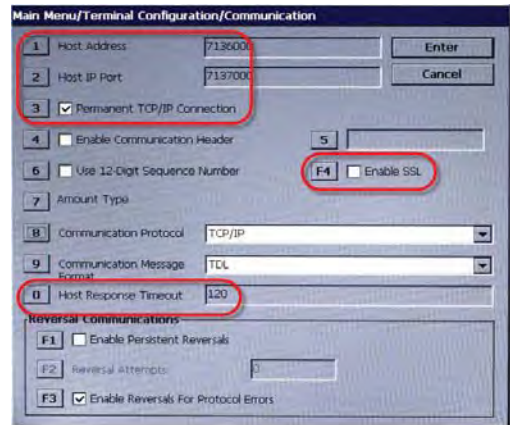 Main Menu/Terminal Configuration/Communication
1 Host Address 7136000 Enter
2 Host IP Port 7137000 Cancel
3 Permanent TCP/IP Connection
4 Enable Communication Header 5
6 Use 12-Digit Sequence Number F4 Enable SSL
7 Amount Type
8 Communication Protocol TCP/IP
9 Communication Message Format TDL
0 Host Response Timeout 120
Reversal Communications
F1 Enable Persistent Reversals
F2 Reversal Attempts 0
F3 Enable Reversals For Protocol Errors